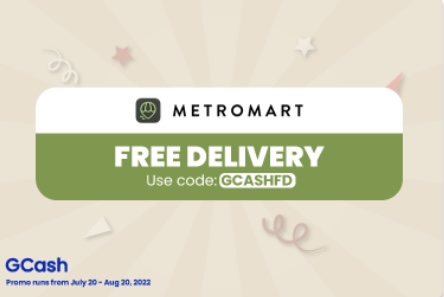 METROMART
FREE DELIVERY
Use code: GCASHFD
GCash
Promo runs from July 20 - Aug 20, 2022